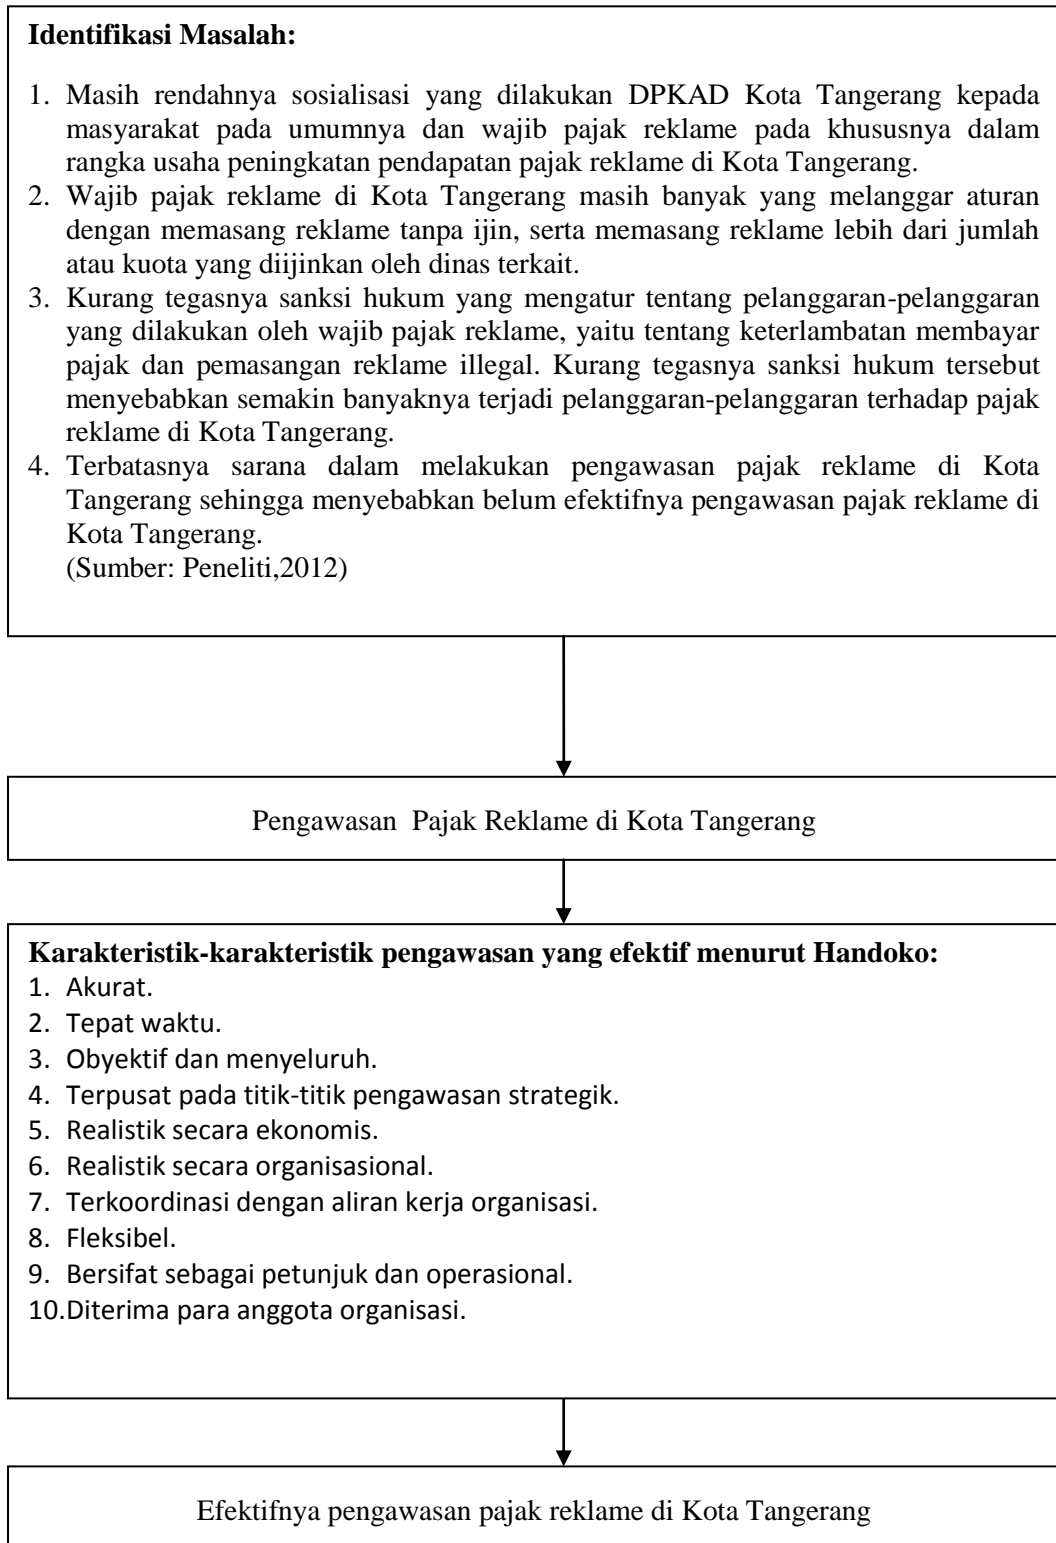 Identifikasi Masalah:
1. Masih rendahnya sosialisasi yang dilakukan DPKAD Kota Tangerang kepada
masyarakat pada umumnya dan wajib pajak reklame pada khususnya dalam
rangka usaha peningkatan pendapatan pajak reklame di Kota Tangerang.
2. Wajib pajak reklame di Kota Tangerang masih banyak yang melanggar aturan
dengan memasang reklame tanpa ijin, serta memasang reklame lebih dari jumlah
atau kuota yang diijinkan oleh dinas terkait.
3. Kurang tegasnya sanksi hukum yang mengatur tentang pelanggaran-pelanggaran
yang dilakukan oleh wajib pajak reklame, yaitu tentang keterlambatan membayar
pajak dan pemasangan reklame illegal. Kurang tegasnya sanksi hukum tersebut
menyebabkan semakin banyaknya terjadi pelanggaran-pelanggaran terhadap pajak
reklame di Kota Tangerang.
4. Terbatasnya sarana dalam melakukan pengawasan pajak reklame di Kota
Tangerang sehingga menyebabkan belum efektifnya pengawasan pajak reklame di
Kota Tangerang.
(Sumber: Peneliti,2012)
Pengawasan Pajak Reklame di Kota Tangerang
Karakteristik-karakteristik pengawasan yang efektif menurut Handoko:
1. Akurat.
2. Tepat waktu.
3. Obyektif dan menyeluruh.
4. Terpusat pada titik-titik pengawasan strategik.
5. Realistik secara ekonomis.
6. Realistik secara organisasional.
7. Terkoordinasi dengan aliran kerja organisasi.
8. Fleksibel.
9. Bersifat sebagai petunjuk dan operasional.
10.Diterima para anggota organisasi.
Efektifnya pengawasan pajak reklame di Kota Tangerang